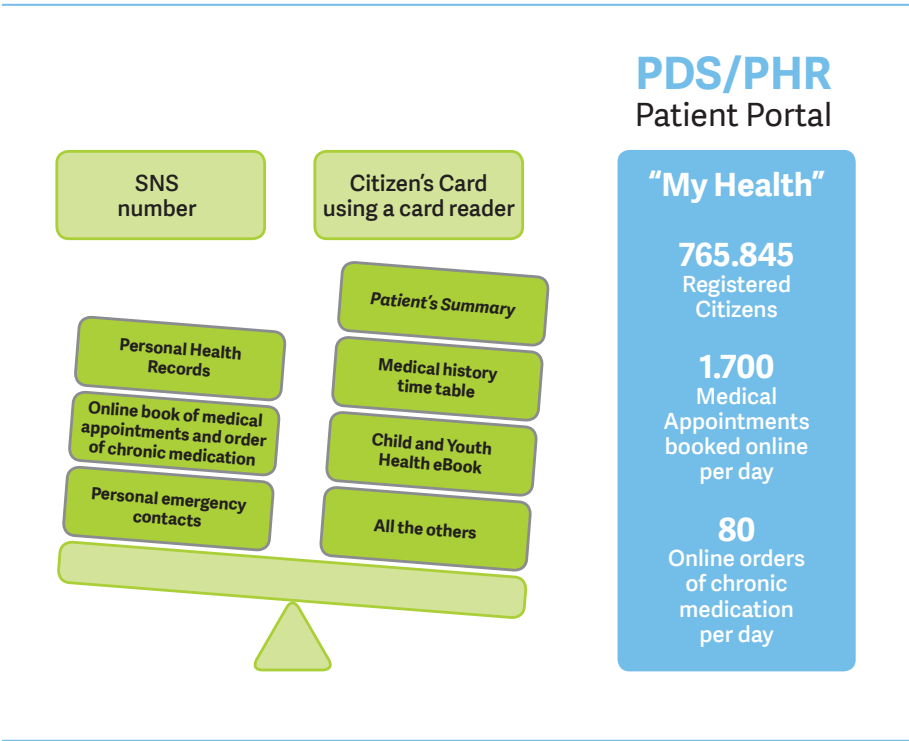 PDS/PHR
Patient Portal
SNS
number
Citizen's Card
using a card reader
Personal Health
Records
Online book of medical
appointments and order
of chronic medication
Personal emergency
contacts
Patient's Summary
Medical history
time table
Child and Youth
Health eBook
All the others
“My Health”
765.845
Registered
Citizens
1.700
Medical
Appointments
booked online
per day
80
Online orders
of chronic
medication
per day